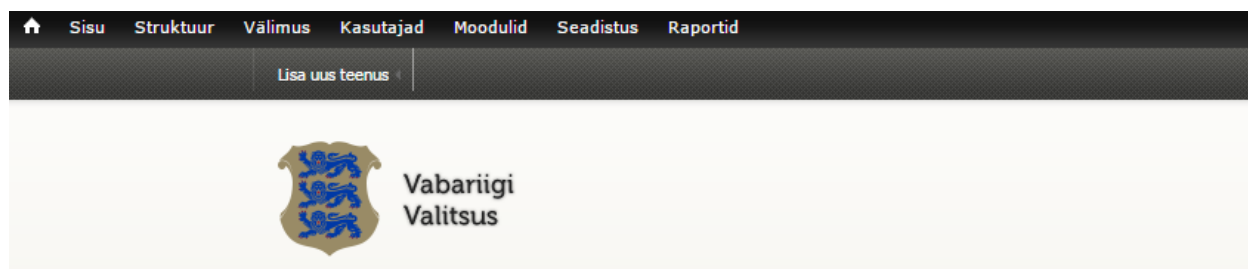 Sisu Struktuur Välimus Kasutajad Moodulid Seadistus Raportid
Lisa uus teenus
Vabariigi
Valitsus